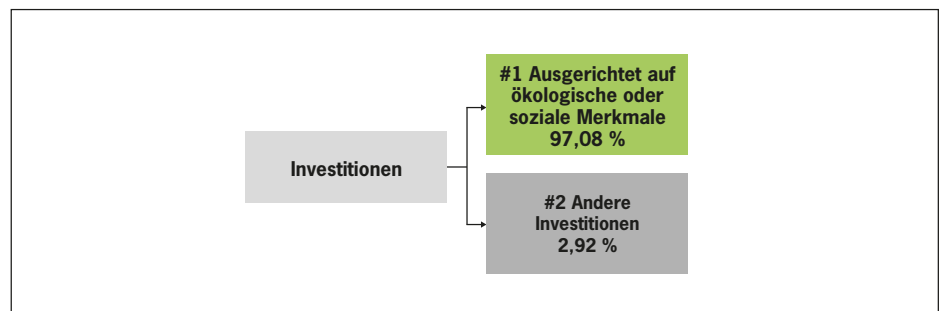 Investitionen
#1 Ausgerichtet auf
ökologische oder
soziale Merkmale
97,08 %
#2 Andere
Investitionen
2,92 %